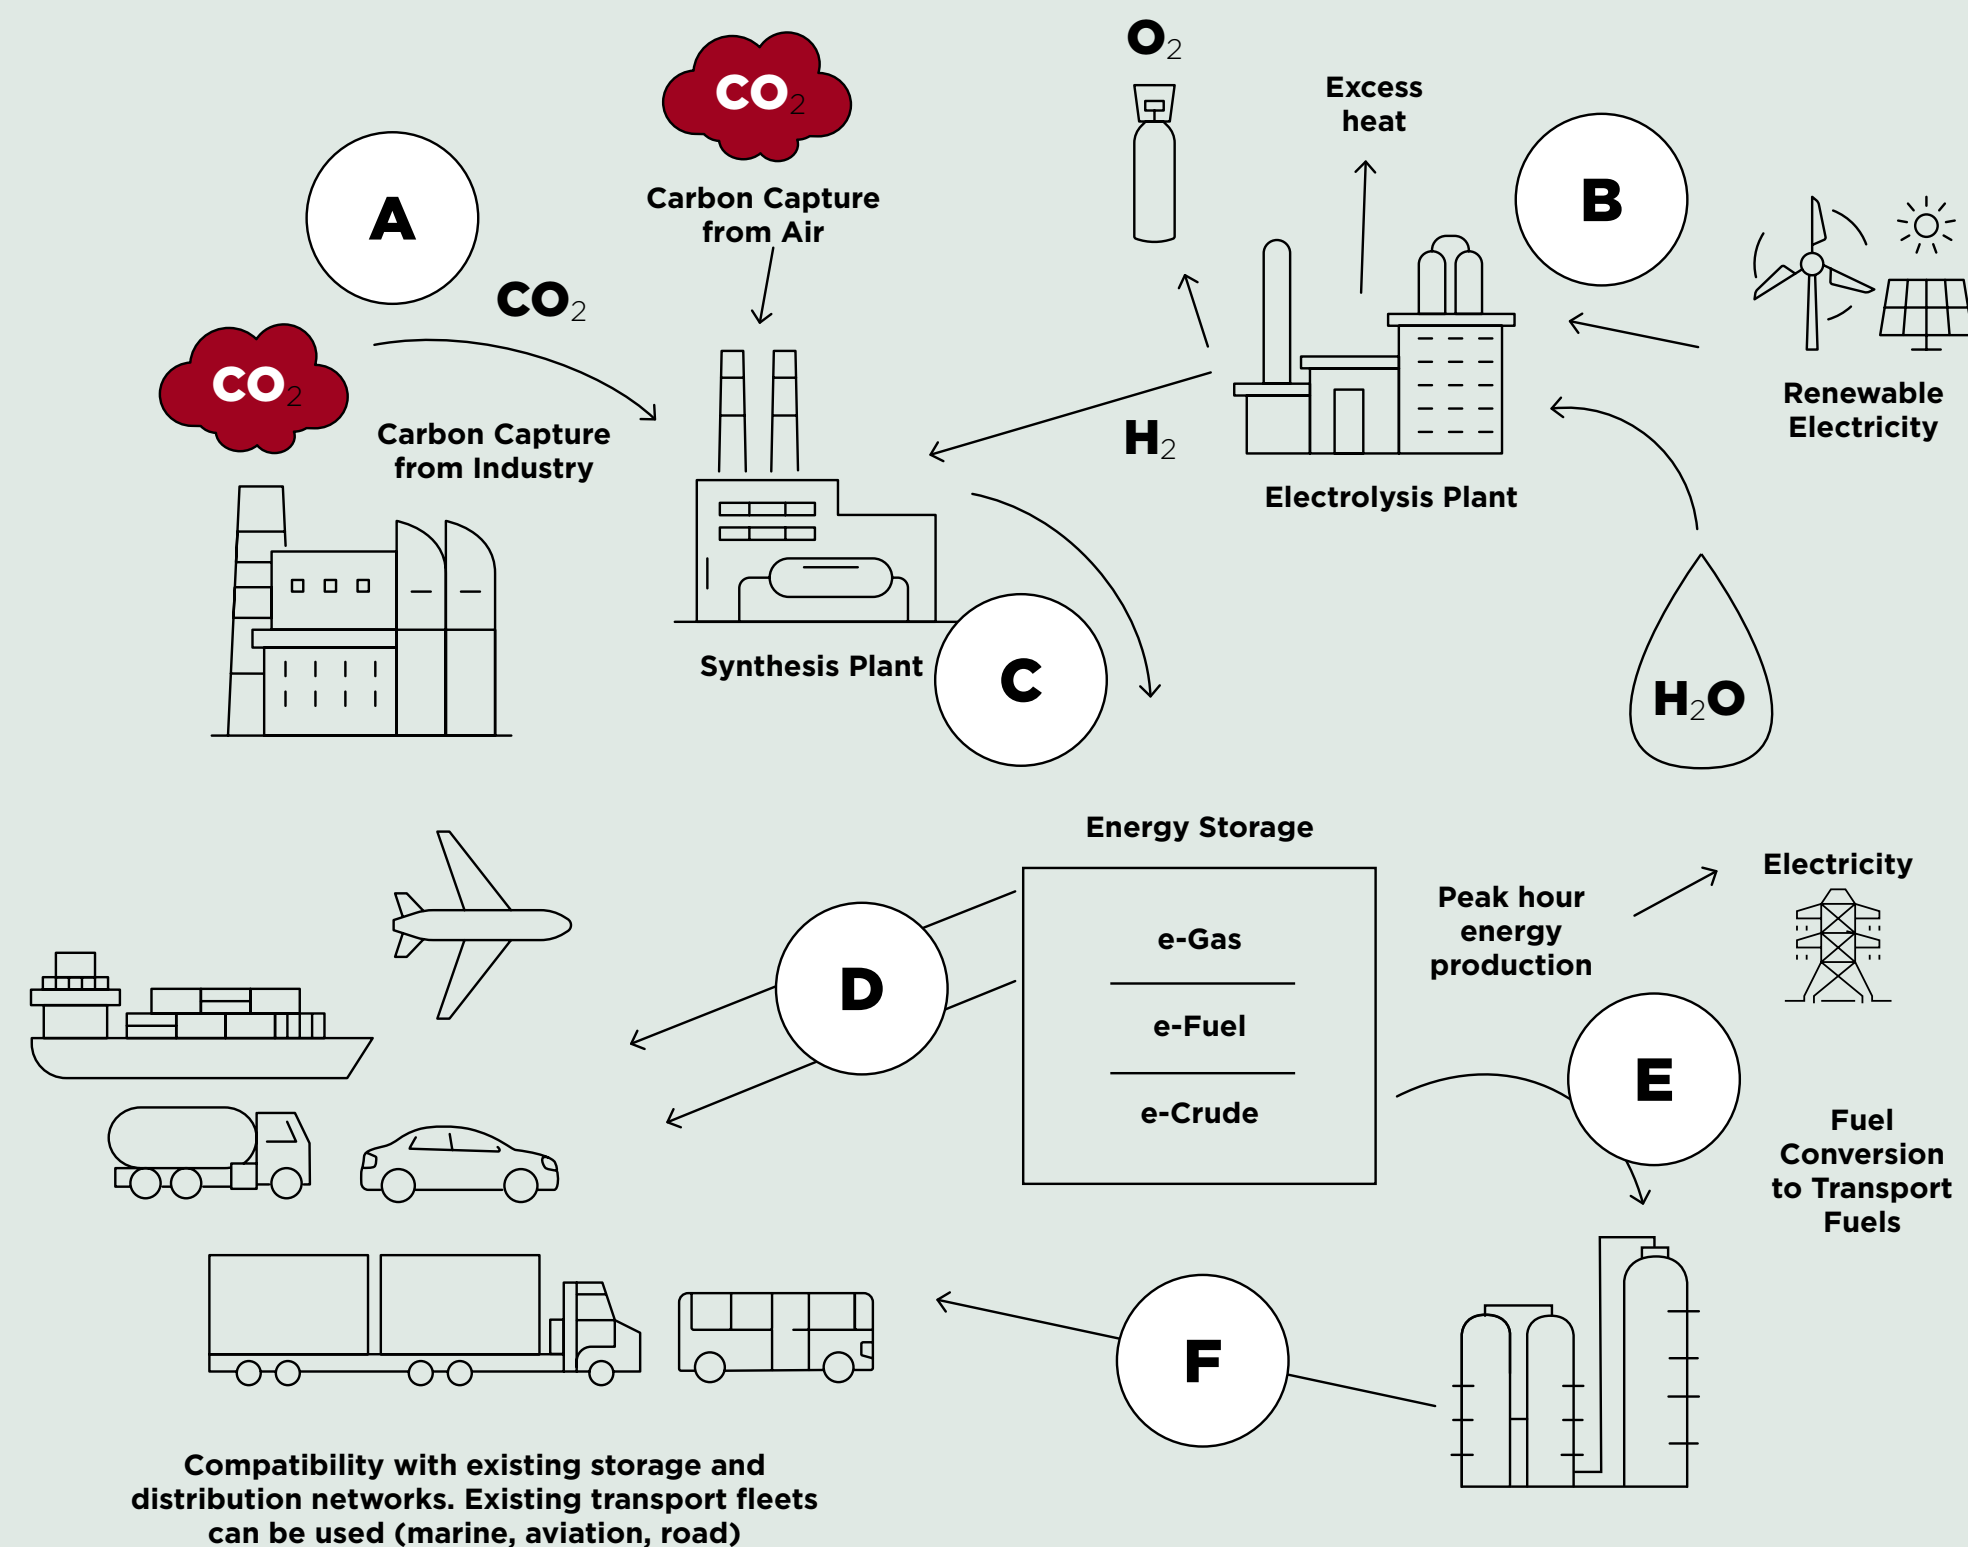 O₂
CO₂
Excess
heat
A
B
Carbon Capture
from Air
CO₂
CO₂
Renewable
Electricity
Carbon Capture
from Industry
H₂
Electrolysis Plant
Synthesis Plant
C
H₂O
Energy Storage
Electricity
Peak hour
energy
production
e-Gas
D
e-Fuel
E
e-Crude
Fuel
Conversion
to Transport
Fuels
F
Compatibility with existing storage and
distribution networks. Existing transport fleets
can be used (marine, aviation, road)